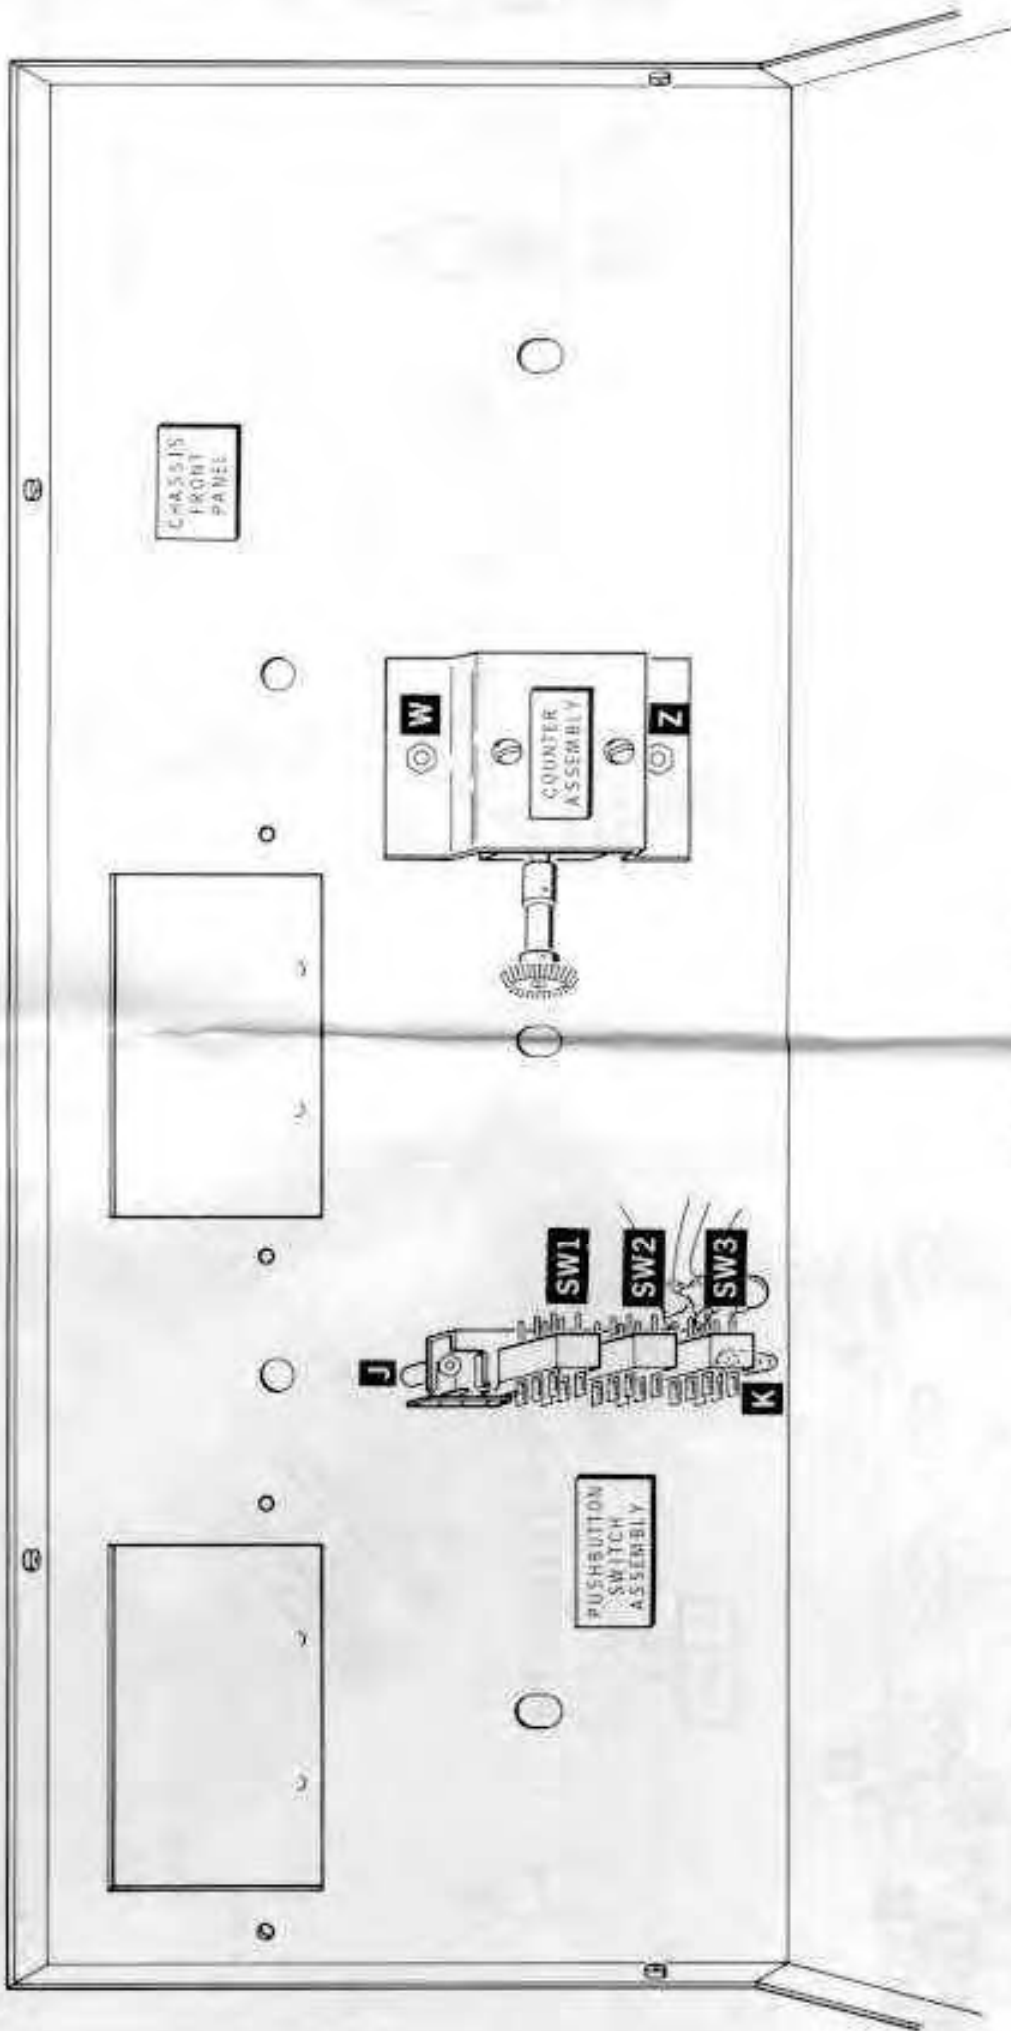 CHASSIS
FRONT
PANEL
W
COUNTER
ASSEMBLY
Z
J
SW1
SW2
SW3
K
PUSHBUTTON
SWITCH
ASSEMBLY